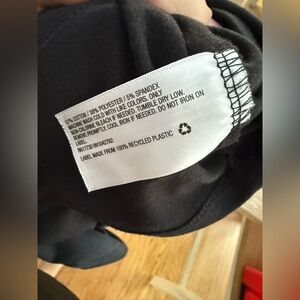 57% COTTON / 38% POLYESTER / 5% SPANDEX
MACHINE WASH COLD WITH LIKE COLORS. ONLY
NON-CHLORINE BLEACH IF NEEDED. TUMBLE DRY LOW.
REMOVE PROMPTLY. COOL IRON IF NEEDED. DO NOT IRON ON
LABEL MADE FROM 100% RECYCLED PLASTIC